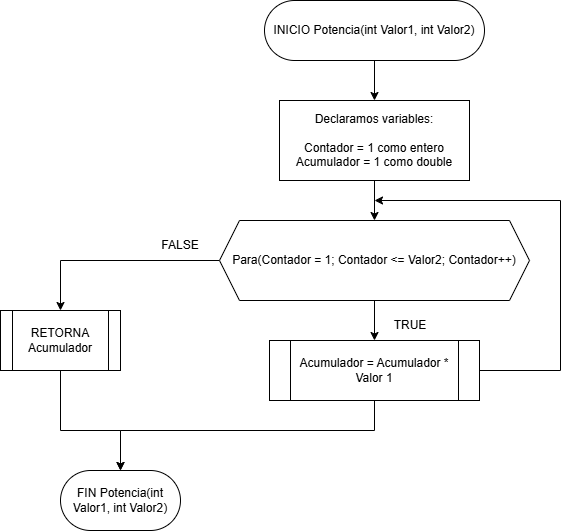 INICIO Potencia(int Valor1, int Valor2)
Declaramos variables:
Contador = 1 como entero
Acumulador = 1 como double
FALSE
Para(Contador = 1; Contador <= Valor2; Contador++)
TRUE
RETORNA
Acumulador
Acumulador = Acumulador *
Valor 1
FIN Potencia(int
Valor1, int Valor2)